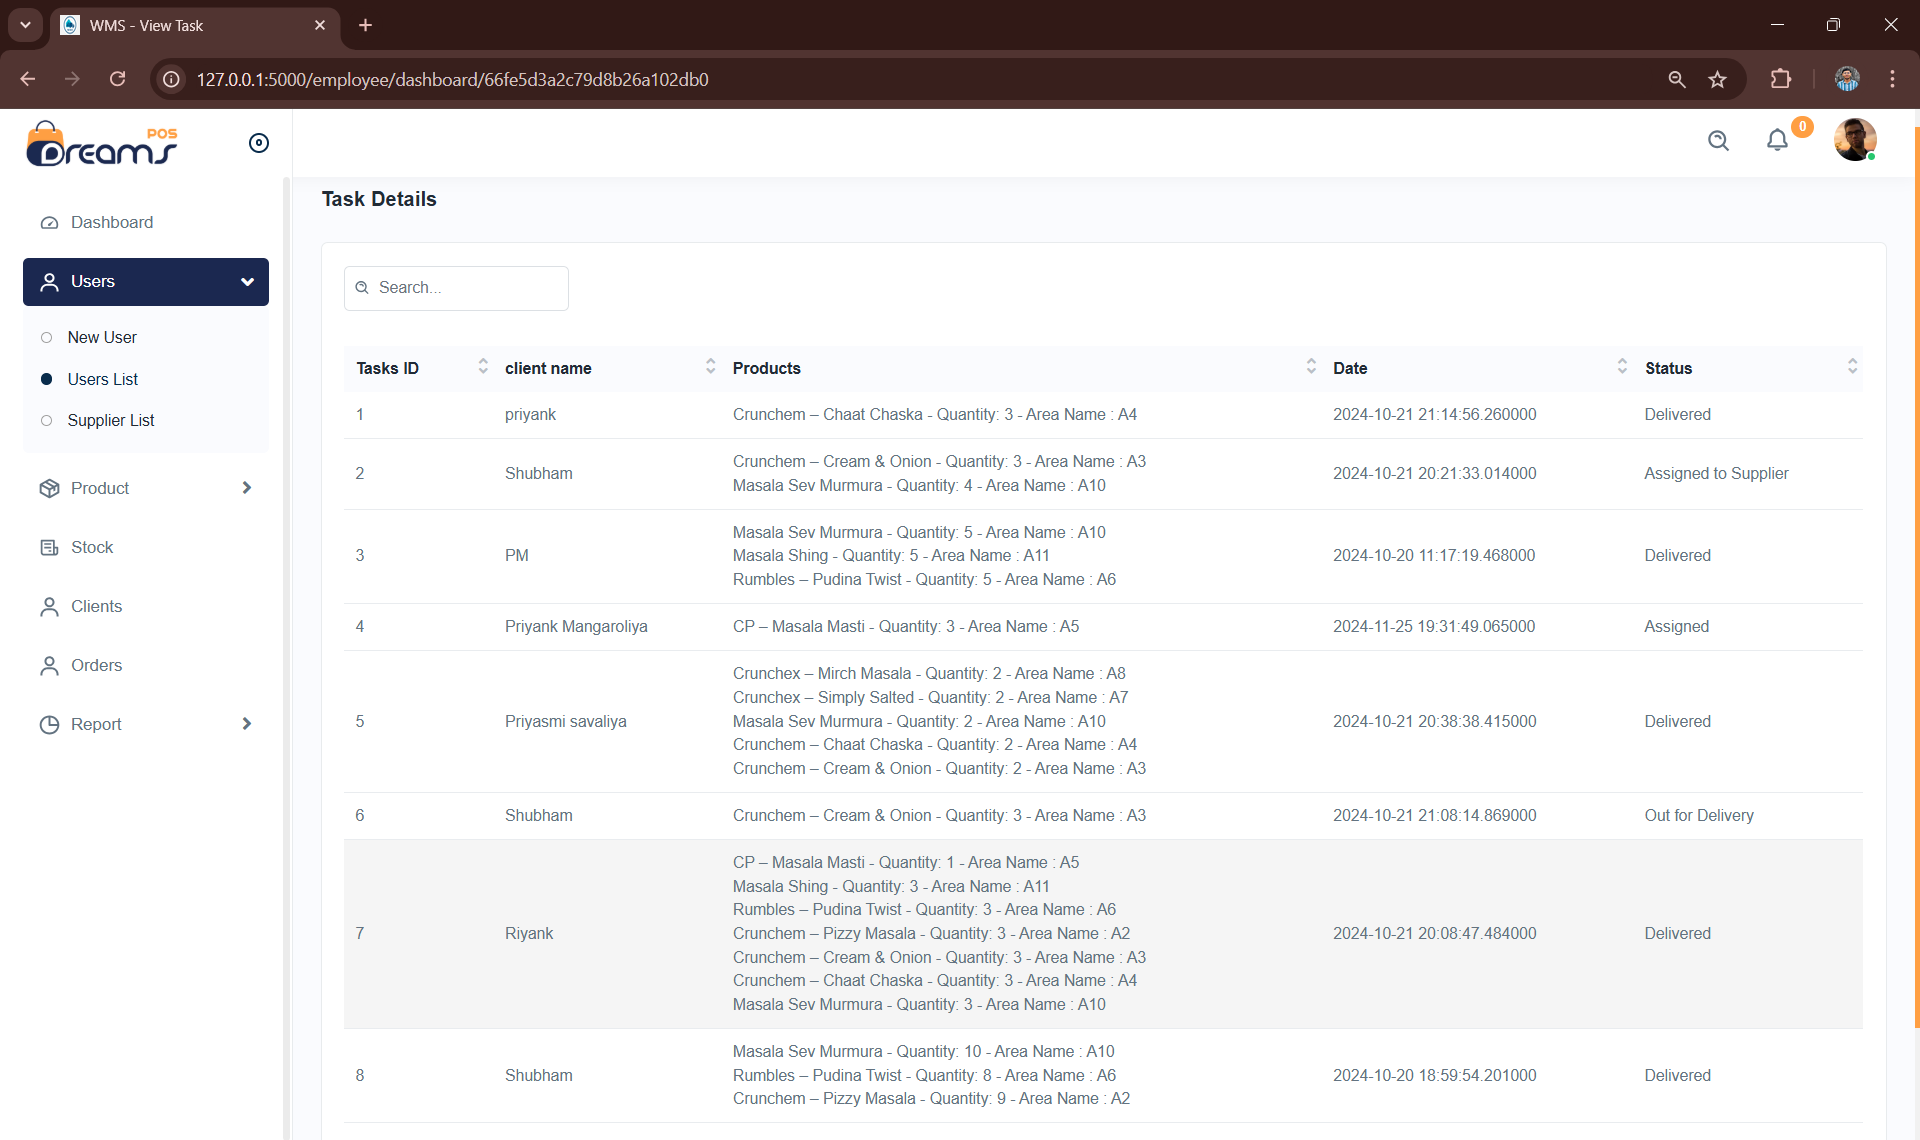 WMS - View Task
127.0.0.1:5000/employee/dashboard/66fe5d3a2c79d8b26a102db0
POS
Dreams
0
Dashboard
Users
New User
Users List
Supplier List
Product
Stock
Clients
Orders
Report
Task Details
Search...
Tasks ID client name Products Date Status
1 priyank Crunchem – Chaat Chaska - Quantity: 3 - Area Name : A4 2024-10-21 21:14:56.260000 Delivered
Crunchem – Cream & Onion - Quantity: 3 - Area Name : A3
2 Shubham 2024-10-21 20:21:33.014000 Assigned to Supplier
Masala Sev Murmura - Quantity: 4 - Area Name : A10
Masala Sev Murmura - Quantity: 5 - Area Name : A10
3 PM Masala Shing - Quantity: 5 - Area Name : A11 2024-10-20 11:17:19.468000 Delivered
Rumbles – Pudina Twist - Quantity: 5 - Area Name : A6
4 Priyank Mangaroliya CP – Masala Masti - Quantity: 3 - Area Name : A5 2024-11-25 19:31:49.065000 Assigned
Crunchex – Mirch Masala - Quantity: 2 - Area Name : A8
Crunchex – Simply Salted - Quantity: 2 - Area Name : A7
5 Priyasmi savaliya Masala Sev Murmura - Quantity: 2 - Area Name : A10 2024-10-21 20:38:38.415000 Delivered
Crunchem – Chaat Chaska - Quantity: 2 - Area Name : A4
Crunchem – Cream & Onion - Quantity: 2 - Area Name : A3
6 Shubham Crunchem – Cream & Onion - Quantity: 3 - Area Name : A3 2024-10-21 21:08:14.869000 Out for Delivery
CP – Masala Masti - Quantity: 1 - Area Name : A5
Masala Shing - Quantity: 3 - Area Name : A11
Rumbles – Pudina Twist - Quantity: 3 - Area Name : A6
7 Riyank Crunchem – Pizzy Masala - Quantity: 3 - Area Name : A2 2024-10-21 20:08:47.484000 Delivered
Crunchem – Cream & Onion - Quantity: 3 - Area Name : A3
Crunchem – Chaat Chaska - Quantity: 3 - Area Name : A4
Masala Sev Murmura - Quantity: 3 - Area Name : A10
Masala Sev Murmura - Quantity: 10 - Area Name : A10
8 Shubham Rumbles – Pudina Twist - Quantity: 8 - Area Name : A6 2024-10-20 18:59:54.201000 Delivered
Crunchem – Pizzy Masala - Quantity: 9 - Area Name : A2